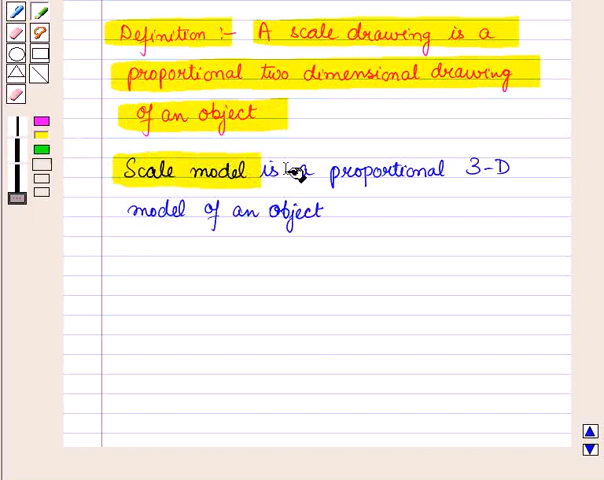 Definition :- A scale drawing is a
proportional two dimensional drawing
of an object
Scale model is a proportional 3-D
model of an object